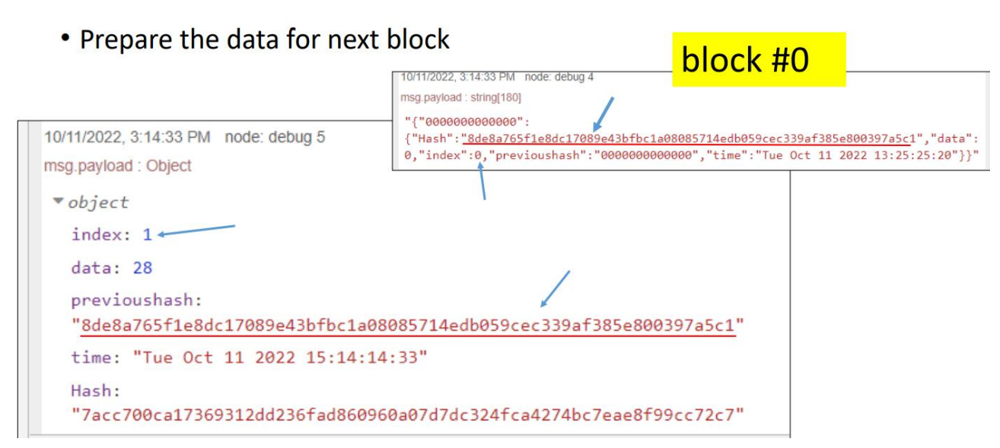 • Prepare the data for next block
block #0
10/11/2022, 3:14:33 PM node: debug 4
msg.payload : string[180]
"{"0000000000000":
{"Hash":"8de8a765f1e8dc17089e43bfbc1a08085714edb059cec339af385e800397a5c1","data":
0,"index":0,"previoushash":"0000000000000","time":"Tue Oct 11 2022 13:25:25:20"}}"
10/11/2022, 3:14:33 PM node: debug 5
msg.payload : Object
object
index: 1
data: 28
previoushash:
"8de8a765f1e8dc17089e43bfbc1a08085714edb059cec339af385e800397a5c1"
time: "Tue Oct 11 2022 15:14:14:33"
Hash:
"7acc700ca17369312dd236fad860960a07d7dc324fca4274bc7eae8f99cc72c7"